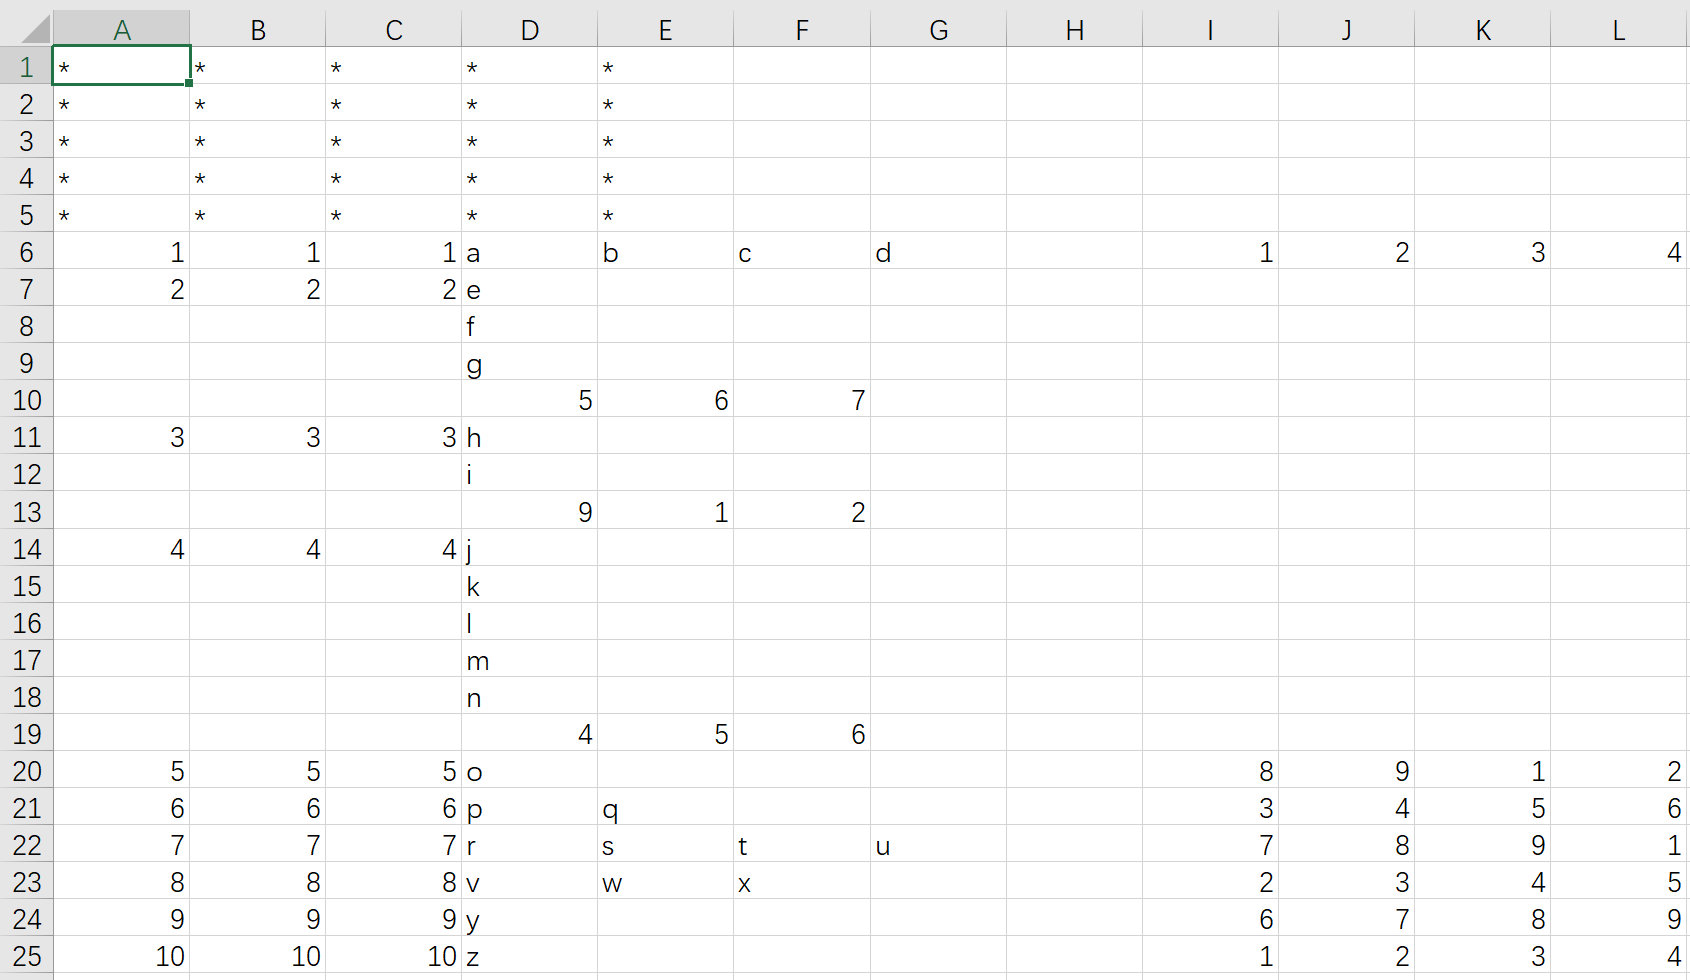 A B C D E F G H I J K L
1 * * * * *
2 * * * * *
3 * * * * *
4 * * * * *
5 * * * * *
6 1 1 1 a b c d 1 2 3 4
7 2 2 2 e
8 f
9 g
10 5 6 7
11 3 3 3 h
12 i
13 9 1 2
14 4 4 4 j
15 k
16 l
17 m
18 n
19 4 5 6
20 5 5 5 o 8 9 1 2
21 6 6 6 p q 3 4 5 6
22 7 7 7 r s t u 7 8 9 1
23 8 8 8 v w x 2 3 4 5
24 9 9 9 y 6 7 8 9
25 10 10 10 z 1 2 3 4